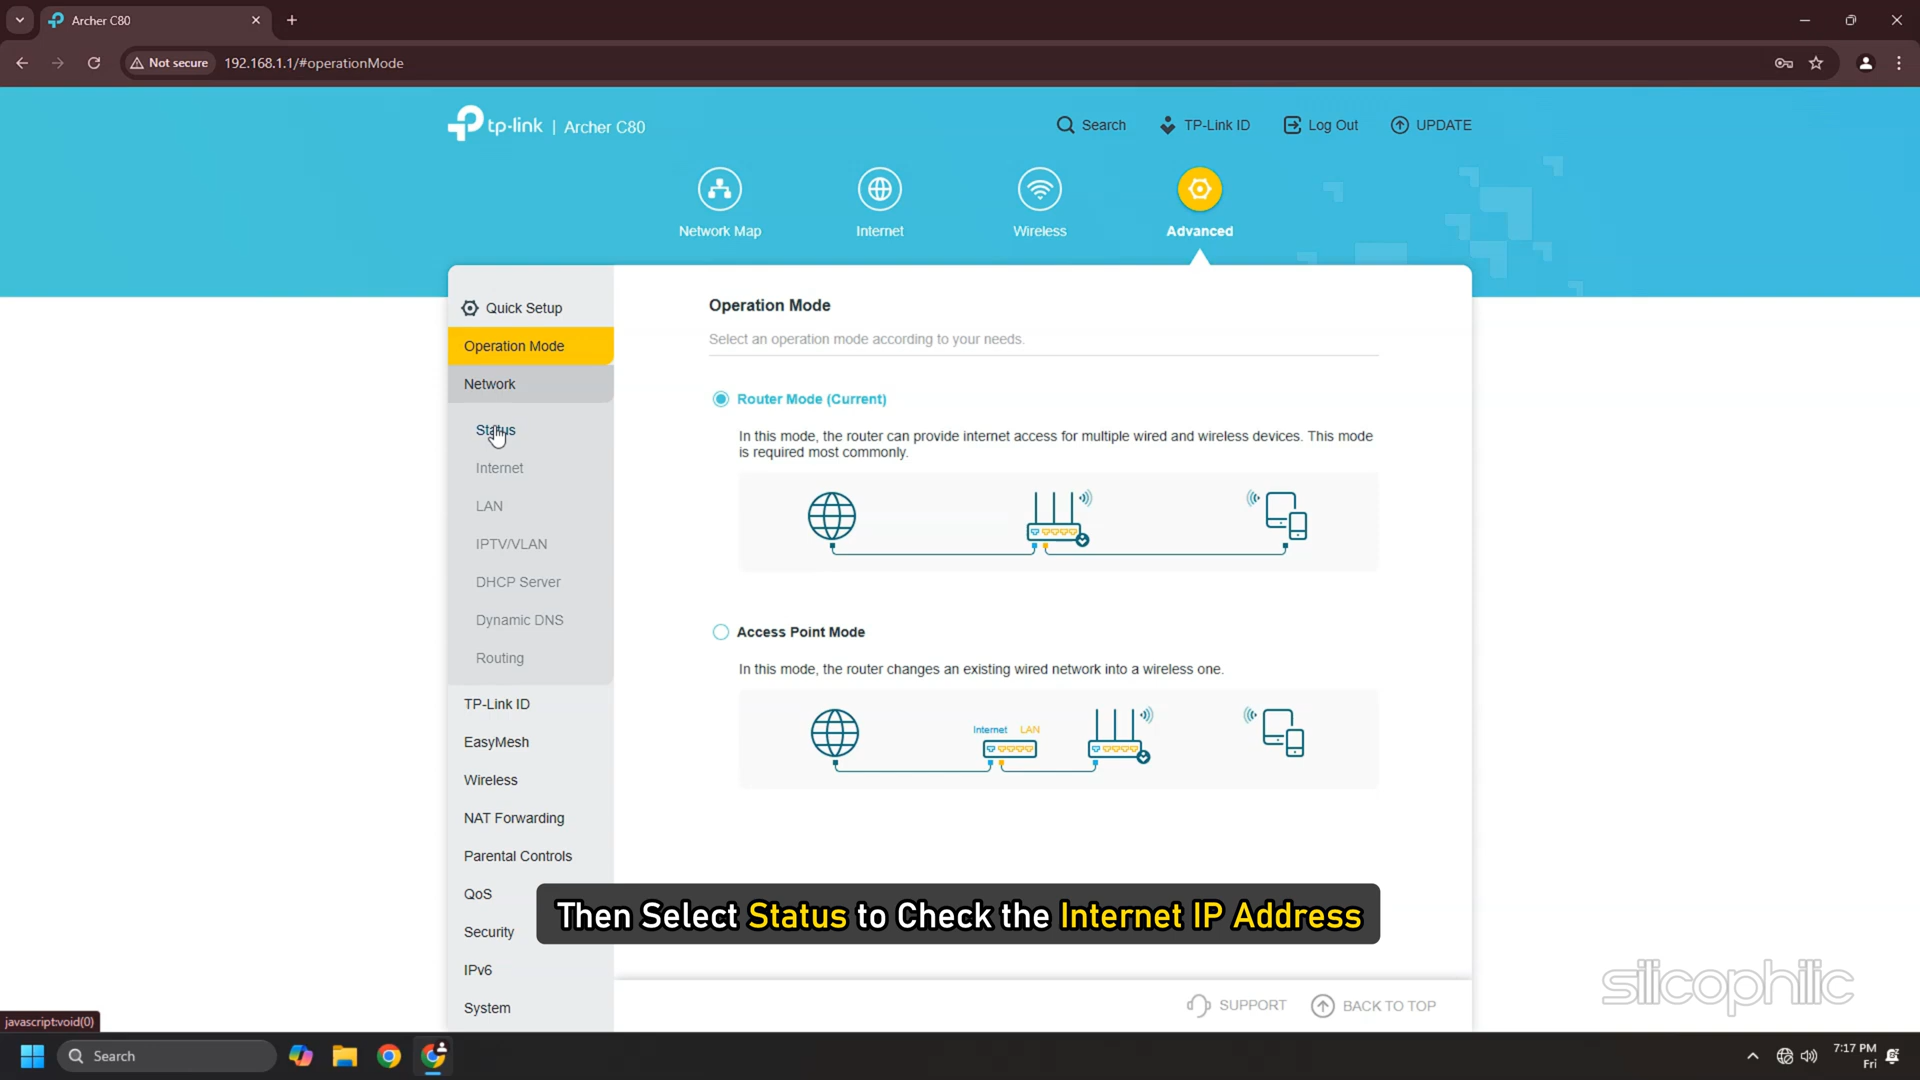 Archer C80
Not secure
192.168.1.1/#operationMode
tp-link | Archer C80
Search
TP-Link ID
Log Out
UPDATE
Network Map
Internet
Wireless
Advanced
Quick Setup
Operation Mode
Network
Status
Internet
LAN
IPTV/VLAN
DHCP Server
Dynamic DNS
Routing
TP-Link ID
EasyMesh
Wireless
NAT Forwarding
Parental Controls
QoS
Security
IPv6
System
Operation Mode
Select an operation mode according to your needs.
Router Mode (Current)
In this mode, the router can provide internet access for multiple wired and wireless devices. This mode
is required most commonly.
Access Point Mode
In this mode, the router changes an existing wired network into a wireless one.
Internet LAN
Then Select Status to Check the Internet IP Address
silicophilic
SUPPORT
BACK TO TOP
javascript:void(0)
Search
7:17 PM
Fri